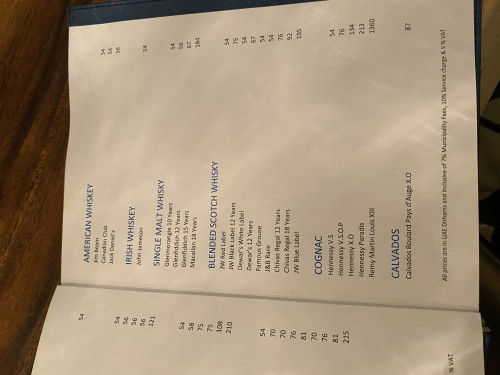 54
54
56
56
56
121
54
58
75
75
108
210
54
70
70
76
81
70
76
81
215
% VAT
AMERICAN WHISKEY
Jim Beam 54
Canadian Club 54
Jack Daniel's 56
IRISH WHISKEY
John Jameson 54
SINGLE MALT WHISKY
Glenmorangie 10 Years 54
Glenfiddich 12 Years 56
Glenfiddich 15 Years 67
Macallan 18 Years 184
BLENDED SCOTCH WHISKY
JW Red Label 54
JW Black Label 12 Years 75
Dewar's White Label 54
Dewar's 12 Years 67
Famous Grouse 54
J&B Rare 54
Chivas Regal 12 Years 76
Chivas Regal 18 Years 92
JW Blue Label 195
COGNAC
Hennessy V.S 54
Hennessy V.S.O.P 76
Hennessy X.O 134
Hennessy Paradis 213
Remy Martin Louis XIII 1360
CALVADOS
Calvados Boulard Pays d'Auge X.O 87
All prices are in UAE Dirhams and inclusive of 7% Municipality Fees, 10% Service charge & 5 % VAT